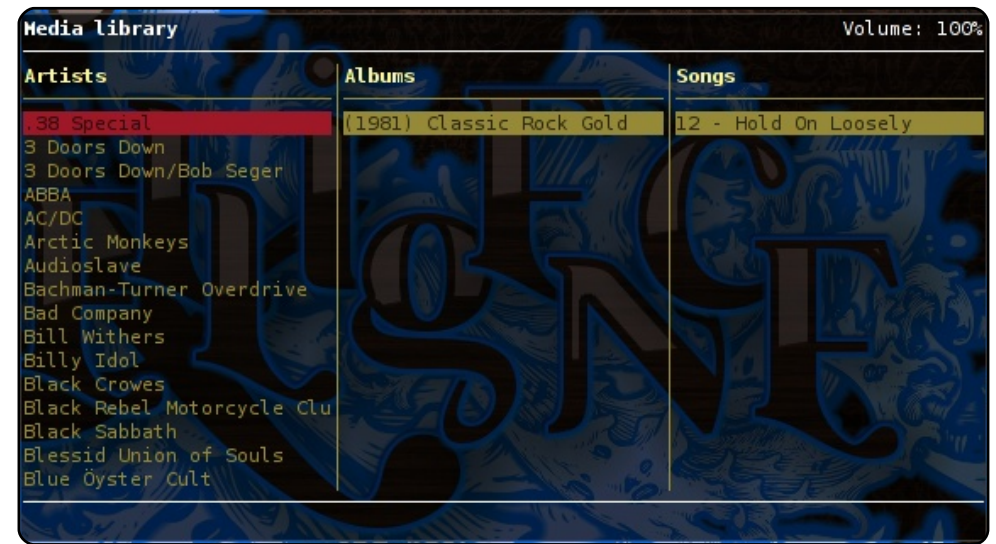 Media library Volume: 100%
Artists Albums Songs
.38 Special (1981) Classic Rock Gold 12 - Hold On Loosely
3 Doors Down
3 Doors Down/Bob Seger
ABBA
AC/DC
Arctic Monkeys
Audioslave
Bachman-Turner Overdrive
Bad Company
Bill Withers
Billy Idol
Black Crowes
Black Rebel Motorcycle Clu
Black Sabbath
Blessid Union of Souls
Blue Öyster Cult